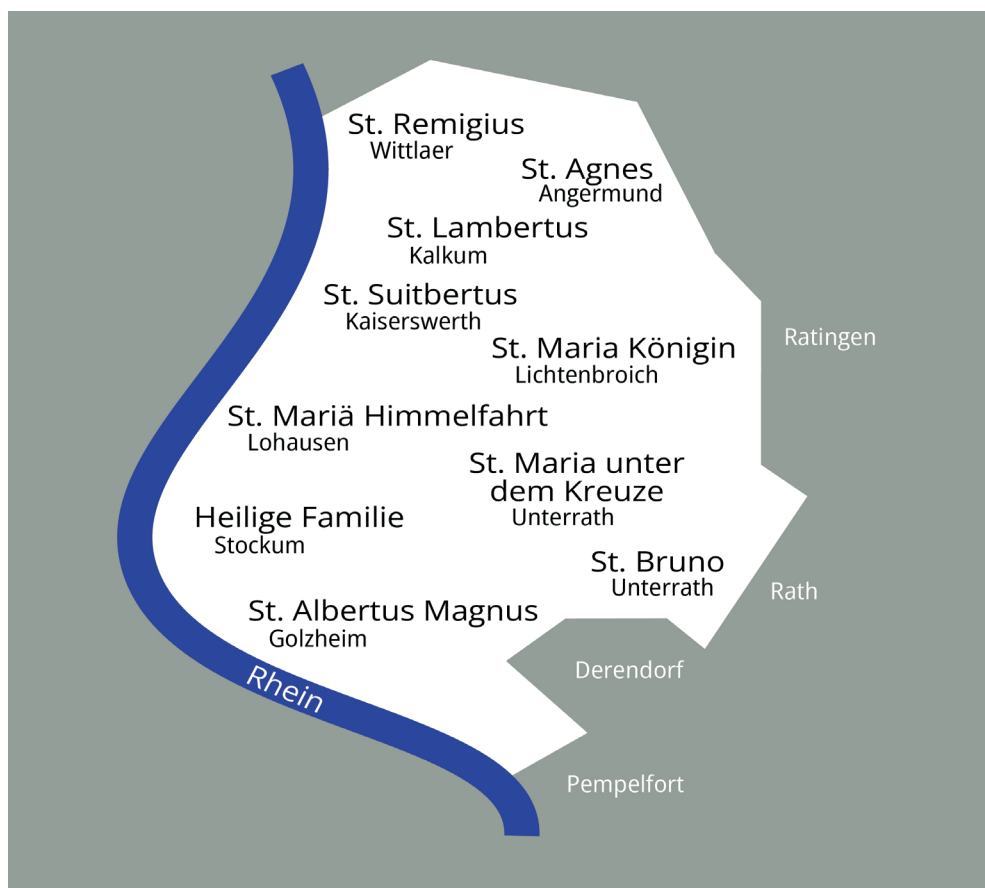 St. Remigius
Wittlaer
St. Agnes
Angermund
St. Lambertus
Kalkum
St. Suitbertus
Kaiserswerth
Ratingen
St. Maria Königin
Lichtenbroich
St. Mariä Himmelfahrt
Lohausen
St. Maria unter
dem Kreuze
Unterrath
Heilige Familie
Stockum
St. Bruno
Unterrath
Rath
St. Albertus Magnus
Golzheim
Derendorf
Rhein
Pempelfort